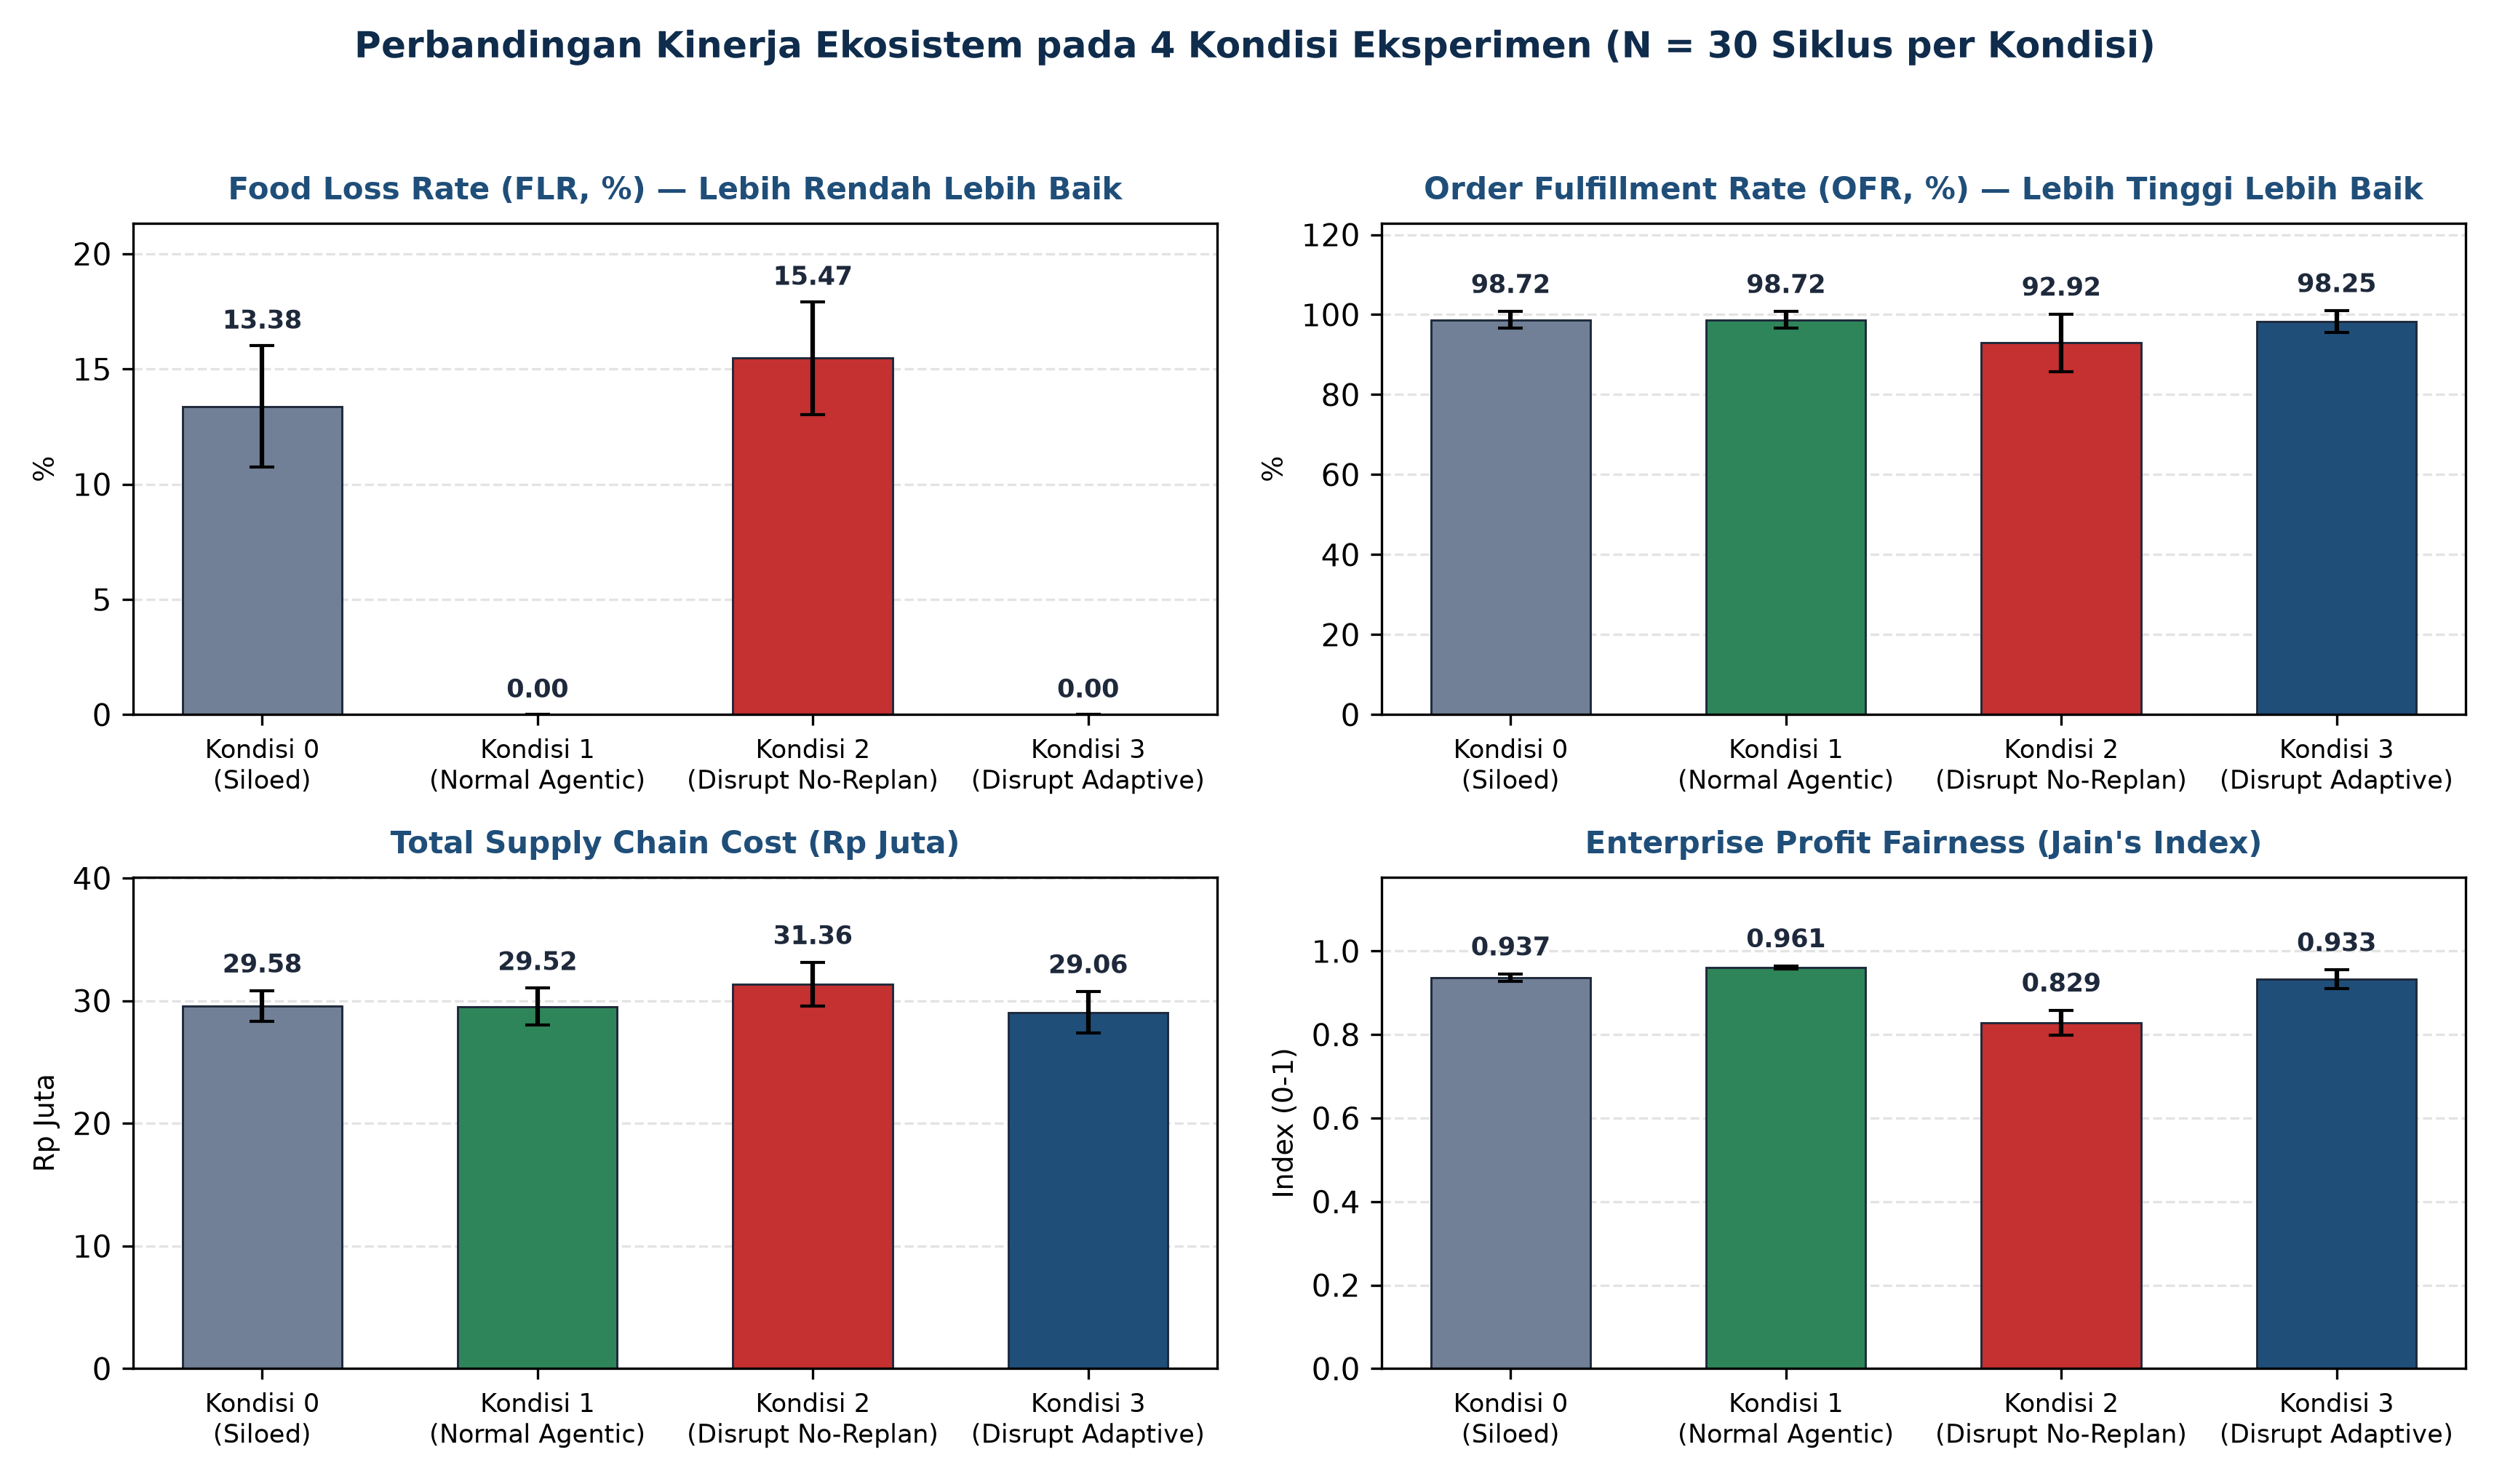 Perbandingan Kinerja Ekosistem pada 4 Kondisi Eksperimen (N = 30 Siklus per Kondisi)
Food Loss Rate (FLR, %) — Lebih Rendah Lebih Baik
20
15
10
5
0
%
13.38
0.00
15.47
0.00
Kondisi 0
(Siloed)
Kondisi 1
(Normal Agentic)
Kondisi 2
(Disrupt No-Replan)
Kondisi 3
(Disrupt Adaptive)
Order Fulfillment Rate (OFR, %) — Lebih Tinggi Lebih Baik
120
100
80
60
40
20
0
%
98.72
98.72
92.92
98.25
Kondisi 0
(Siloed)
Kondisi 1
(Normal Agentic)
Kondisi 2
(Disrupt No-Replan)
Kondisi 3
(Disrupt Adaptive)
Total Supply Chain Cost (Rp Juta)
40
30
20
10
0
Rp Juta
29.58
29.52
31.36
29.06
Kondisi 0
(Siloed)
Kondisi 1
(Normal Agentic)
Kondisi 2
(Disrupt No-Replan)
Kondisi 3
(Disrupt Adaptive)
Enterprise Profit Fairness (Jain's Index)
1.0
0.8
0.6
0.4
0.2
0.0
Index (0-1)
0.937
0.961
0.829
0.933
Kondisi 0
(Siloed)
Kondisi 1
(Normal Agentic)
Kondisi 2
(Disrupt No-Replan)
Kondisi 3
(Disrupt Adaptive)